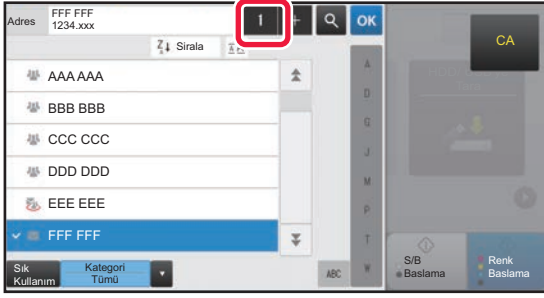 Adres
FFF FFF
1234.xxx
1
+
OK
CA
Z↓ Sirala
AAA AAA
BBB BBB
CCC CCC
DDD DDD
EEE EEE
FFF FFF
A
D
G
J
M
P
T
W
Sık
Kullanım
Kategori
Tümü
ABC
S/B
Baslama
Renk
Baslama